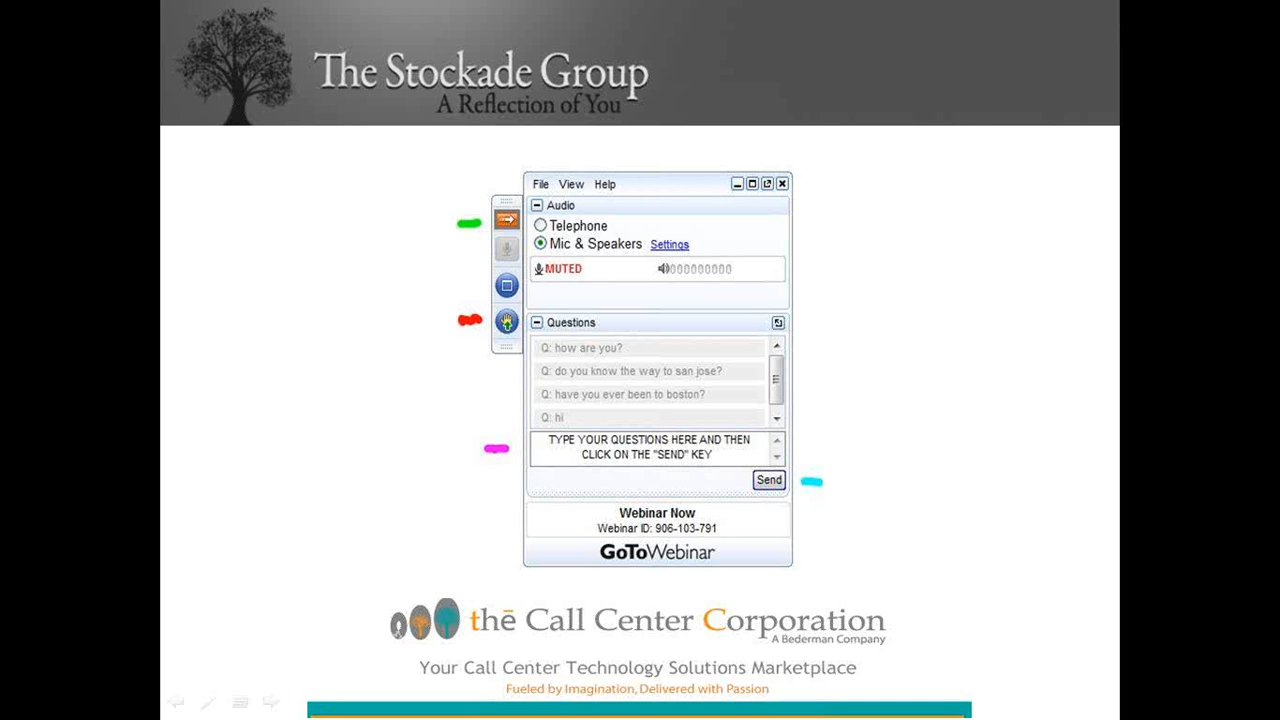 The Stockade Group
A Reflection of You
File View Help
Audio
Telephone
Mic & Speakers Settings
MUTED
Questions
Q: how are you?
Q: do you know the way to san jose?
Q: have you ever been to boston?
Q: hi
TYPE YOUR QUESTIONS HERE AND THEN
CLICK ON THE "SEND" KEY
Send
Webinar Now
Webinar ID: 906-103-791
GoToWebinar
thē Call Center Corporation
A Bederman Company
Your Call Center Technology Solutions Marketplace
Fueled by Imagination, Delivered with Passion